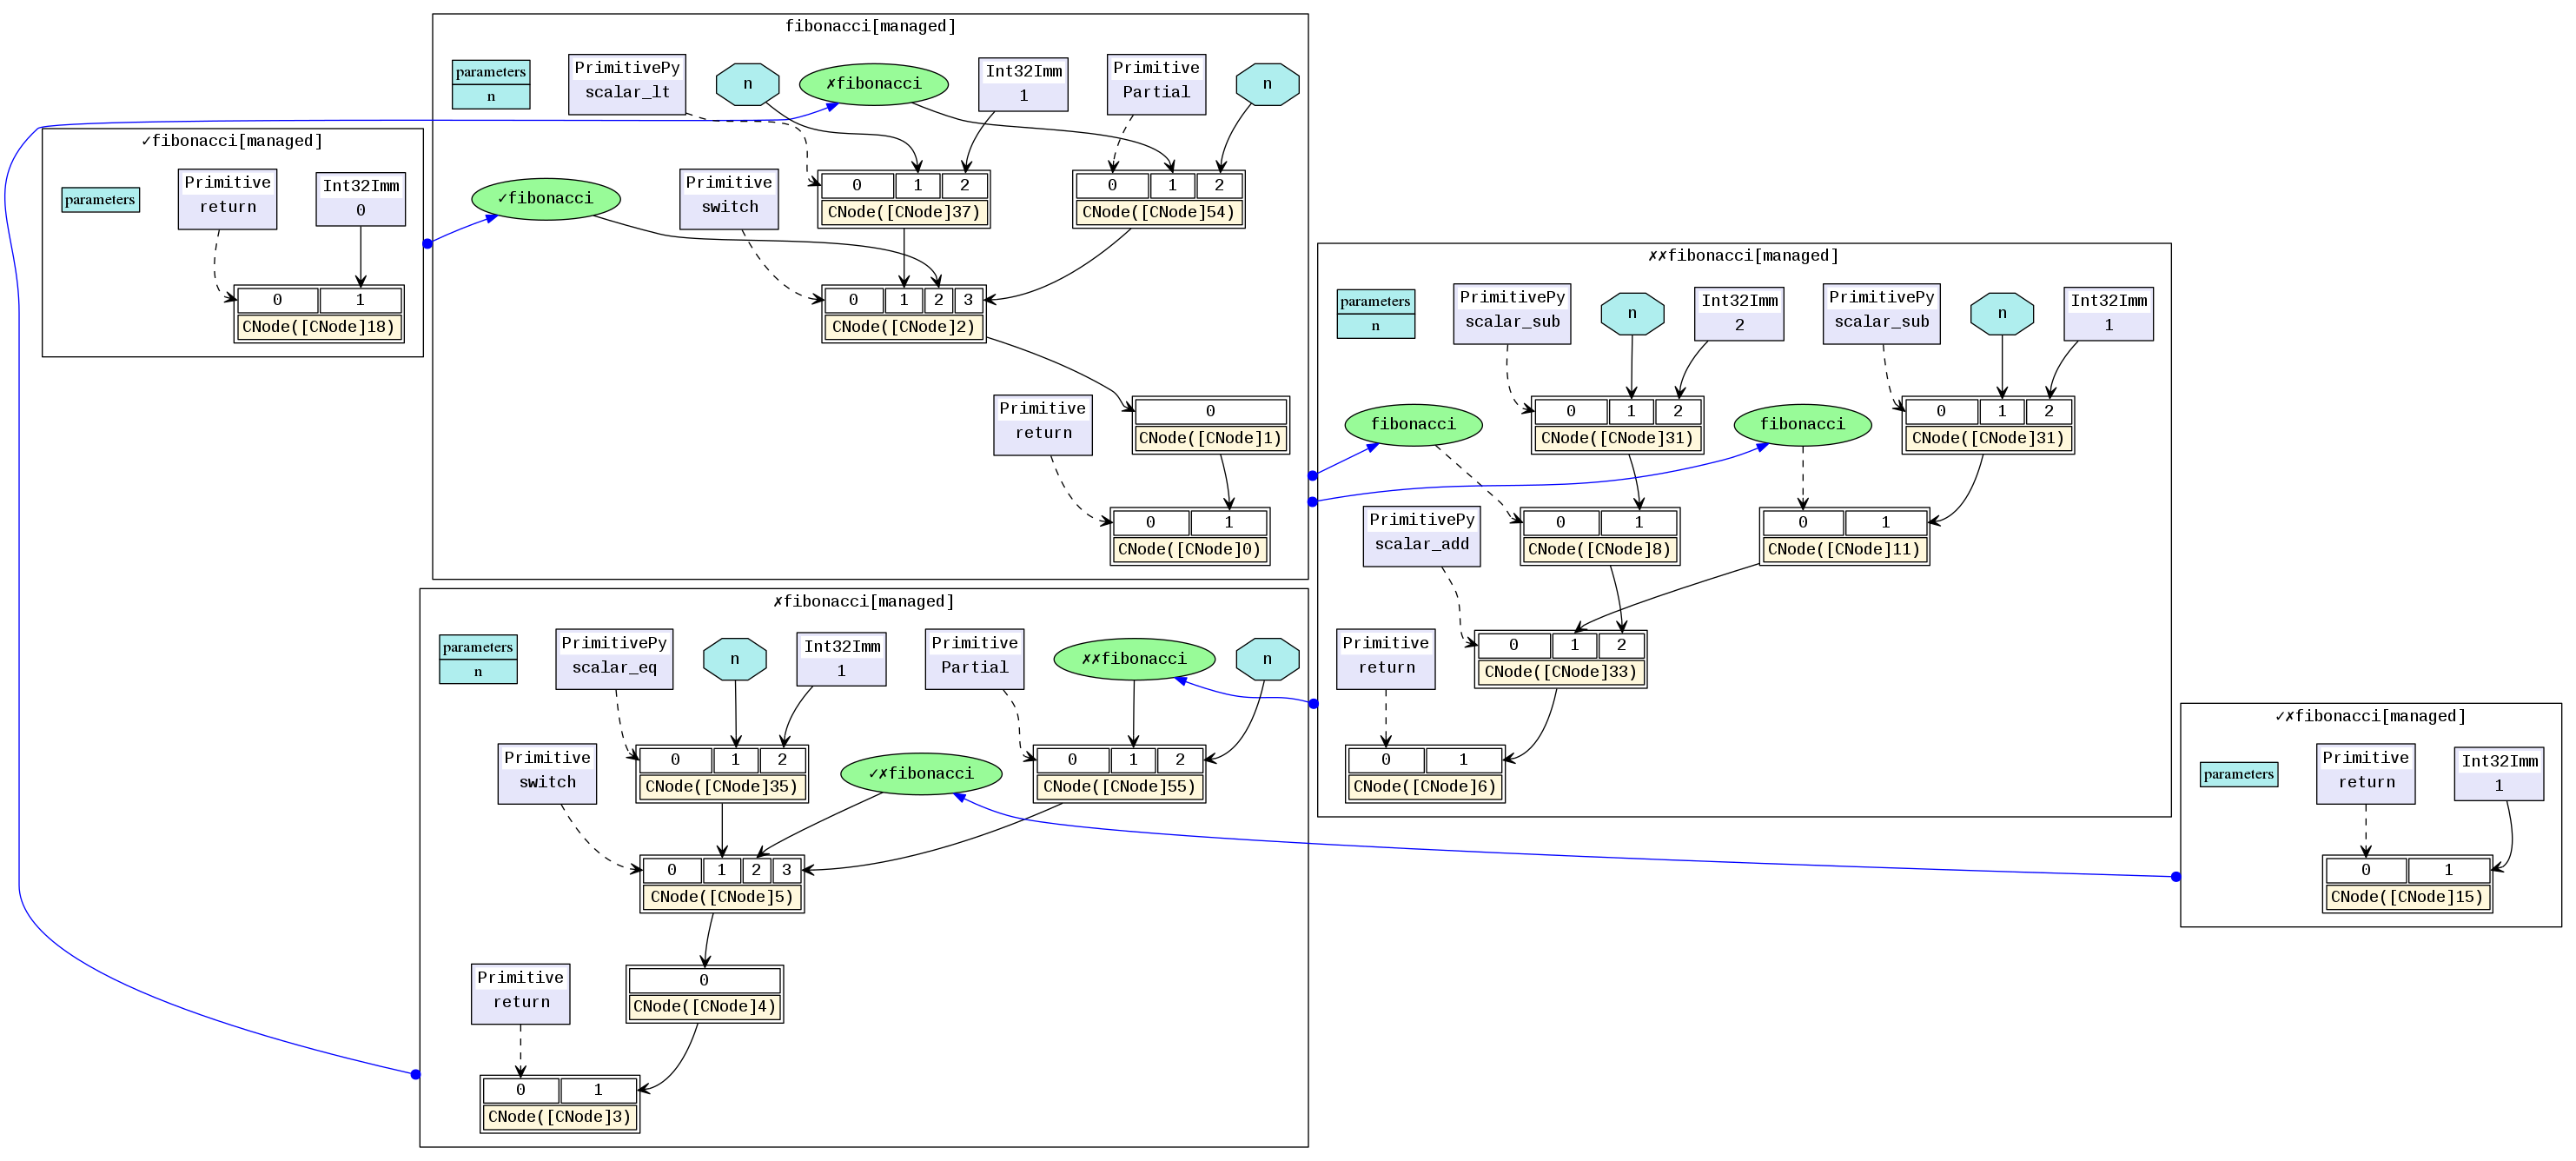 fibonacci[managed]
parameters
n
PrimitivePy
scalar_lt
n
✗fibonacci
Int32Imm
1
Primitive
Partial
n
✓fibonacci
Primitive
switch
0 1 2
CNode([CNode]37)
0 1 2
CNode([CNode]54)
0 1 2 3
CNode([CNode]2)
Primitive
return
0
CNode([CNode]1)
0 1
CNode([CNode]0)
✓fibonacci[managed]
parameters
Primitive
return
Int32Imm
0
0 1
CNode([CNode]18)
✗✗fibonacci[managed]
parameters
n
PrimitivePy
scalar_sub
n
Int32Imm
2
PrimitivePy
scalar_sub
n
Int32Imm
1
fibonacci
0 1 2
CNode([CNode]31)
fibonacci
0 1 2
CNode([CNode]31)
PrimitivePy
scalar_add
0 1
CNode([CNode]8)
0 1
CNode([CNode]11)
Primitive
return
0 1 2
CNode([CNode]33)
0 1
CNode([CNode]6)
✗fibonacci[managed]
parameters
n
PrimitivePy
scalar_eq
n
Int32Imm
1
Primitive
Partial
✗✗fibonacci
n
Primitive
switch
0 1 2
CNode([CNode]35)
✓✗fibonacci
0 1 2
CNode([CNode]55)
0 1 2 3
CNode([CNode]5)
Primitive
return
0
CNode([CNode]4)
0 1
CNode([CNode]3)
✓✗fibonacci[managed]
parameters
Primitive
return
Int32Imm
1
0 1
CNode([CNode]15)